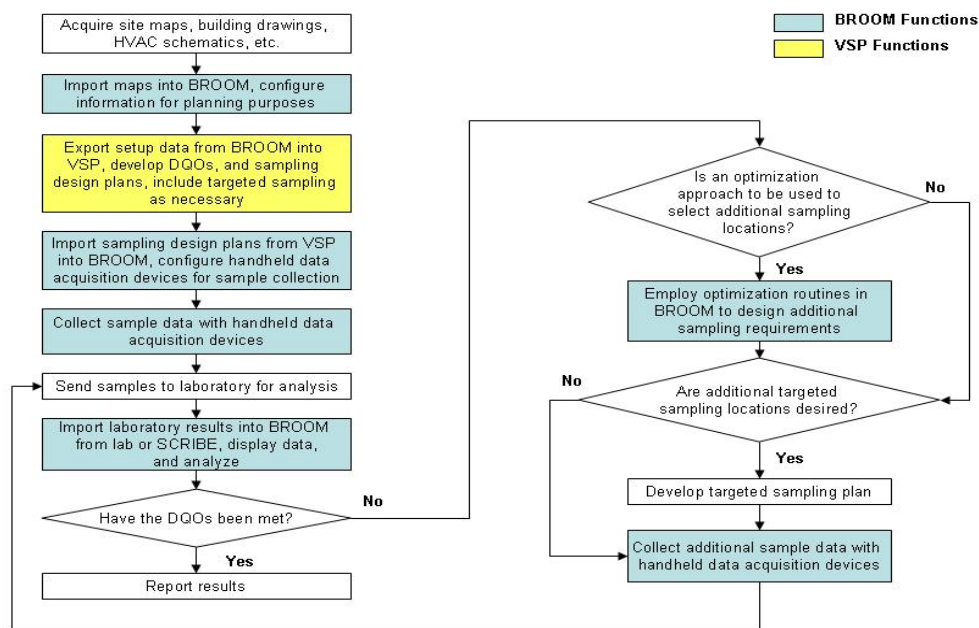 Acquire site maps, building drawings,
HVAC schematics, etc.
Import maps into BROOM, configure
information for planning purposes
Export setup data from BROOM into
VSP, develop DQOs, and sampling
design plans, include targeted sampling
as necessary
Import sampling design plans from VSP
into BROOM, configure handheld data
acquisition devices for sample collection
Collect sample data with handheld data
acquisition devices
Send samples to laboratory for analysis
Import laboratory results into BROOM
from lab or SCRIBE, display data,
and analyze
Have the DQOs been met?
No
Yes
Report results
BROOM Functions
VSP Functions
Is an optimization
approach to be used to
select additional sampling
locations?
No
Yes
Employ optimization routines in
BROOM to design additional
sampling requirements
No
Are additional targeted
sampling locations desired?
Yes
Develop targeted sampling plan
Collect additional sample data with
handheld data acquisition devices